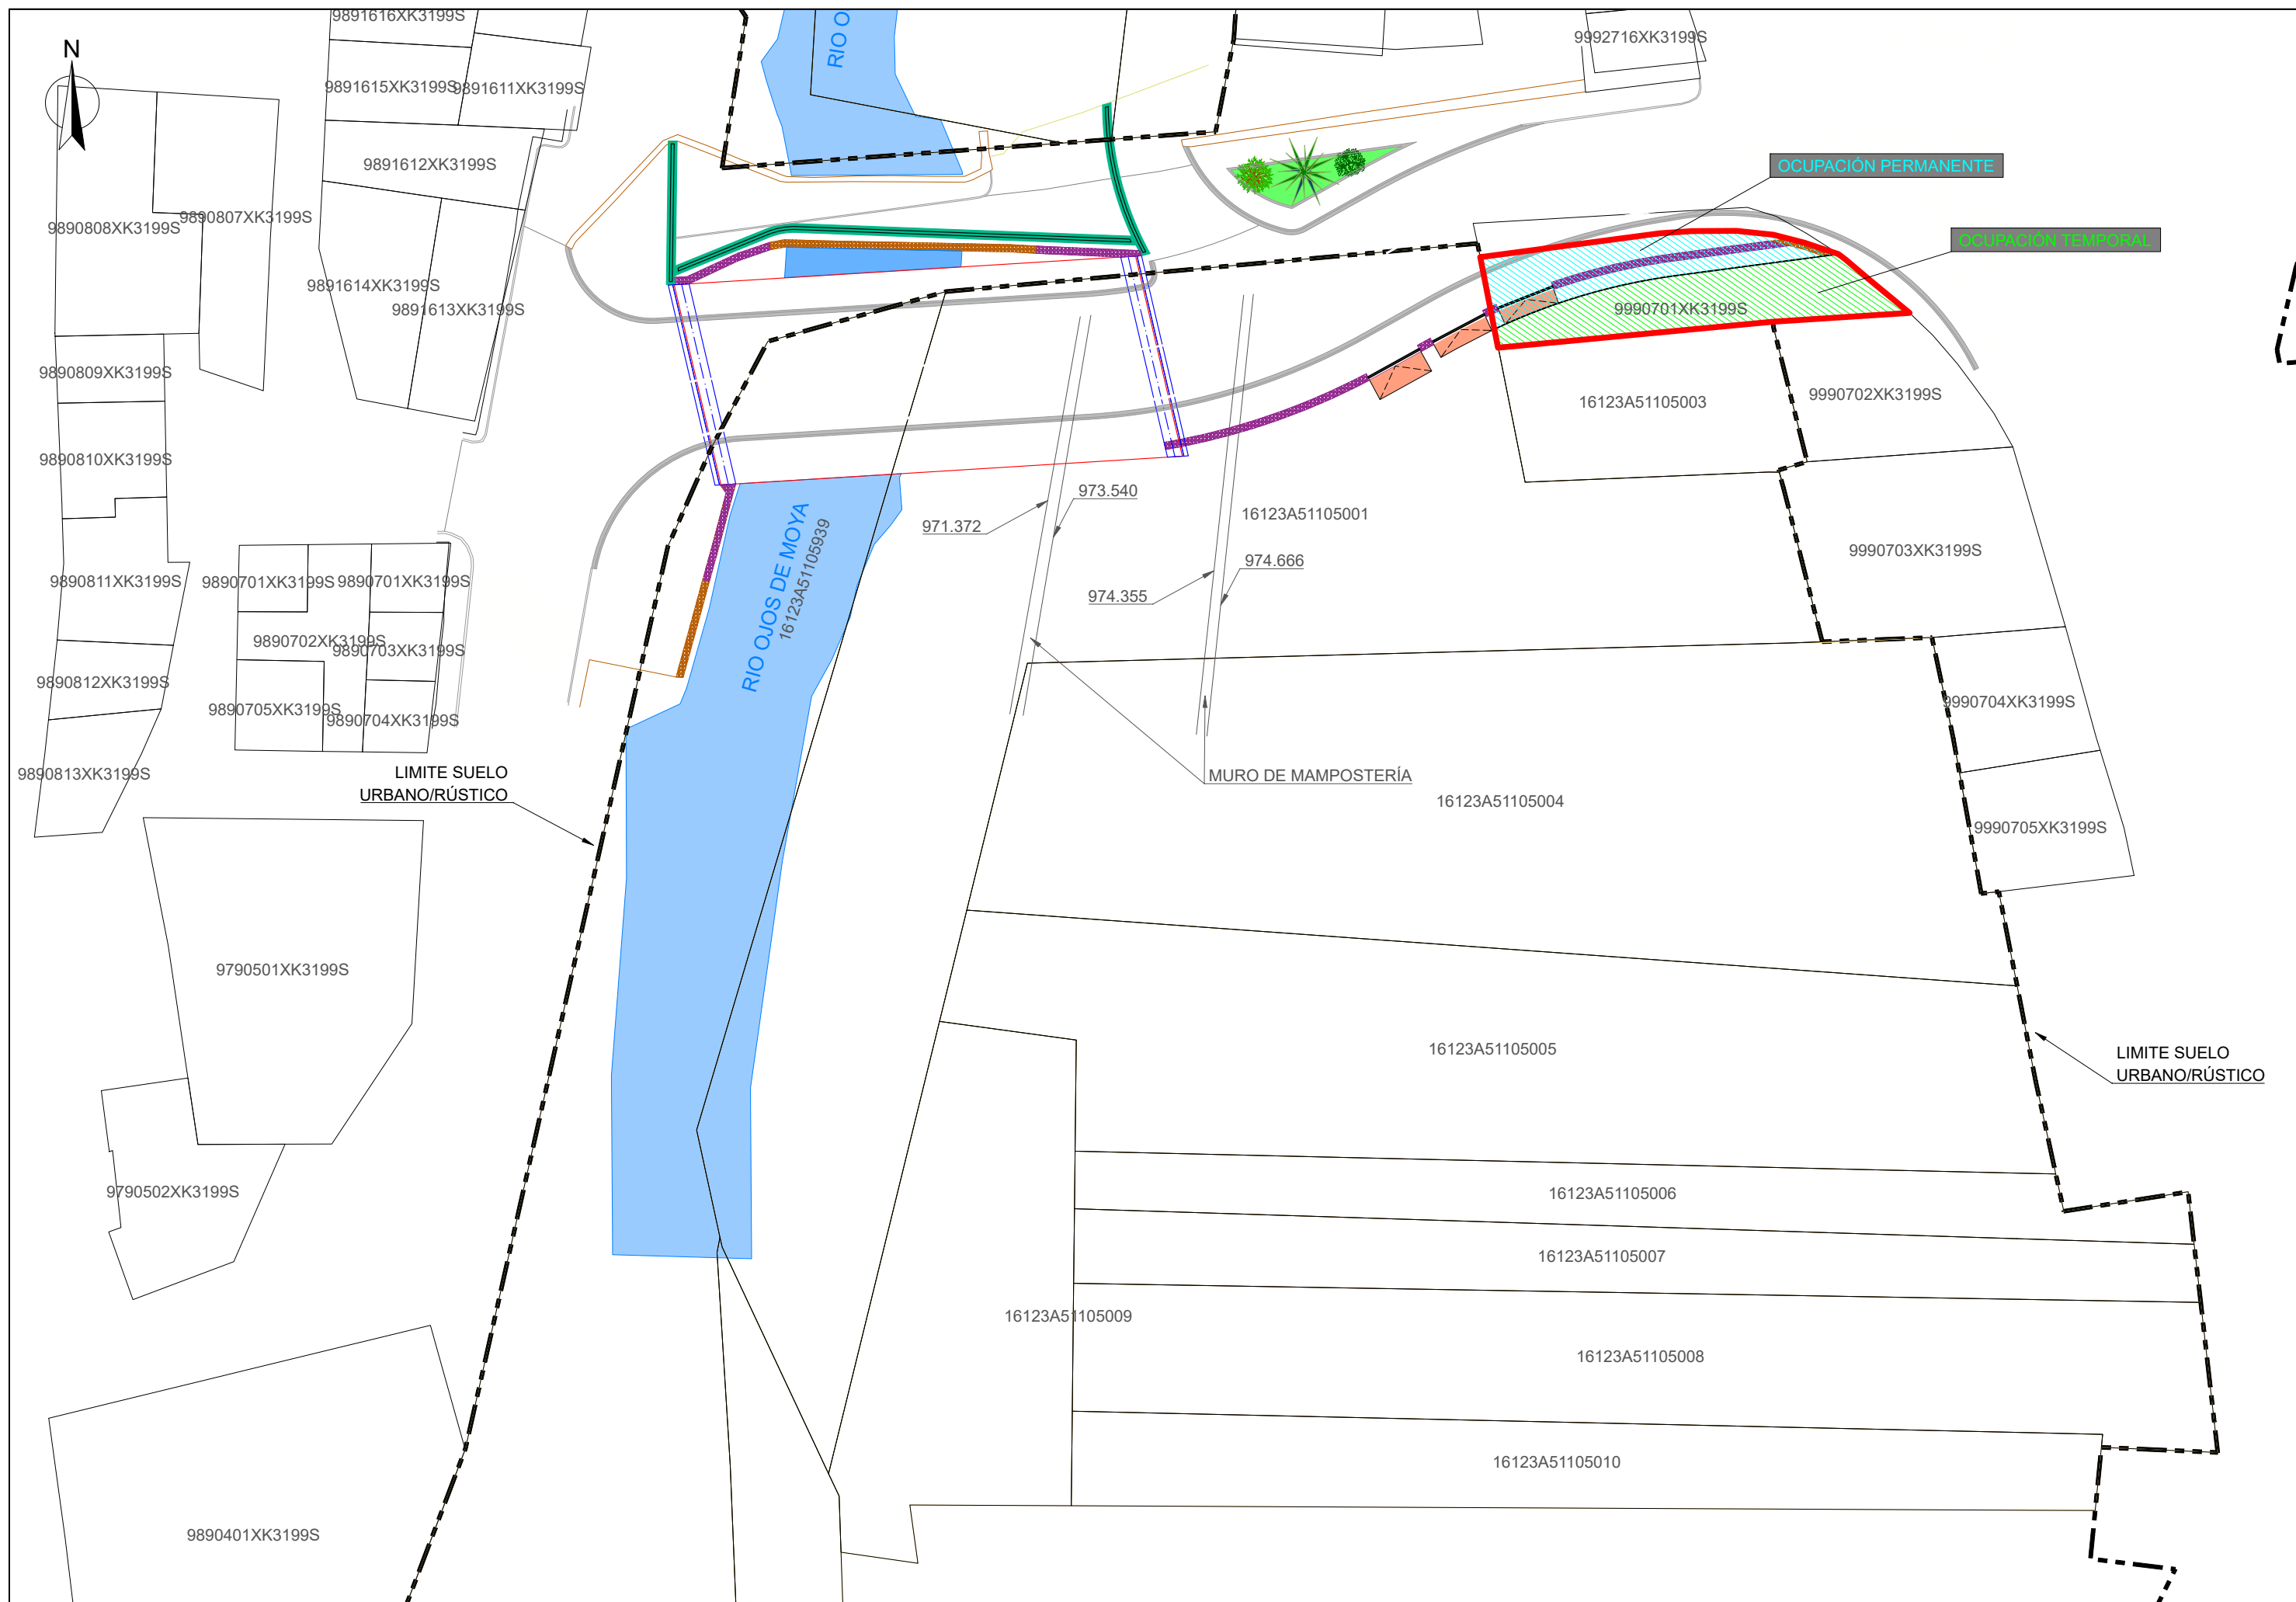 9891616XK3199S
RIO O
9992716XK3199S
N
9891615XK3199S
9891611XK3199S
9891612XK3199S
OCUPACIÓN PERMANENTE
9890808XK3199S
9890807XK3199S
OCUPACIÓN TEMPORAL
9891614XK3199S
9891613XK3199S
9990701XK3199S
9890809XK3199S
16123A51105003
9990702XK3199S
9890810XK3199S
973.540
971.372
16123A51105001
RIO OJOS DE MOYA
16123A51105939
974.666
974.355
9990703XK3199S
9890811XK3199S
9890701XK3199S
9890701XK3199S
9890702XK3199S
9890703XK3199S
9890812XK3199S
9890705XK3199S
9890704XK3199S
9990704XK3199S
9890813XK3199S
LIMITE SUELO
URBANO/RÚSTICO
MURO DE MAMPOSTERÍA
16123A51105004
9990705XK3199S
9790501XK3199S
16123A51105005
LIMITE SUELO
URBANO/RÚSTICO
9790502XK3199S
16123A51105006
16123A51105007
16123A51105009
16123A51105008
16123A51105010
9890401XK3199S